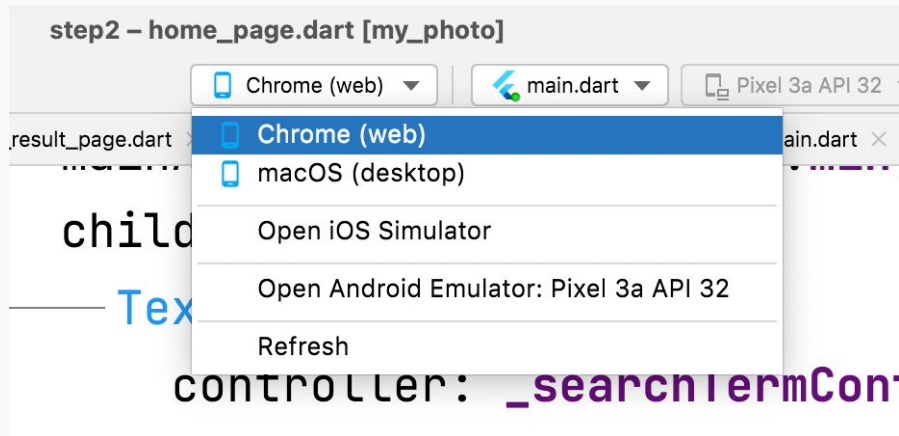 step2 – home_page.dart [my_photo]
Chrome (web) main.dart Pixel 3a API 32
_result_page.dart Chrome (web) ain.dart
macOS (desktop)
child
Open iOS Simulator
Open Android Emulator: Pixel 3a API 32
Tex
Refresh
controller: _searchTermCont